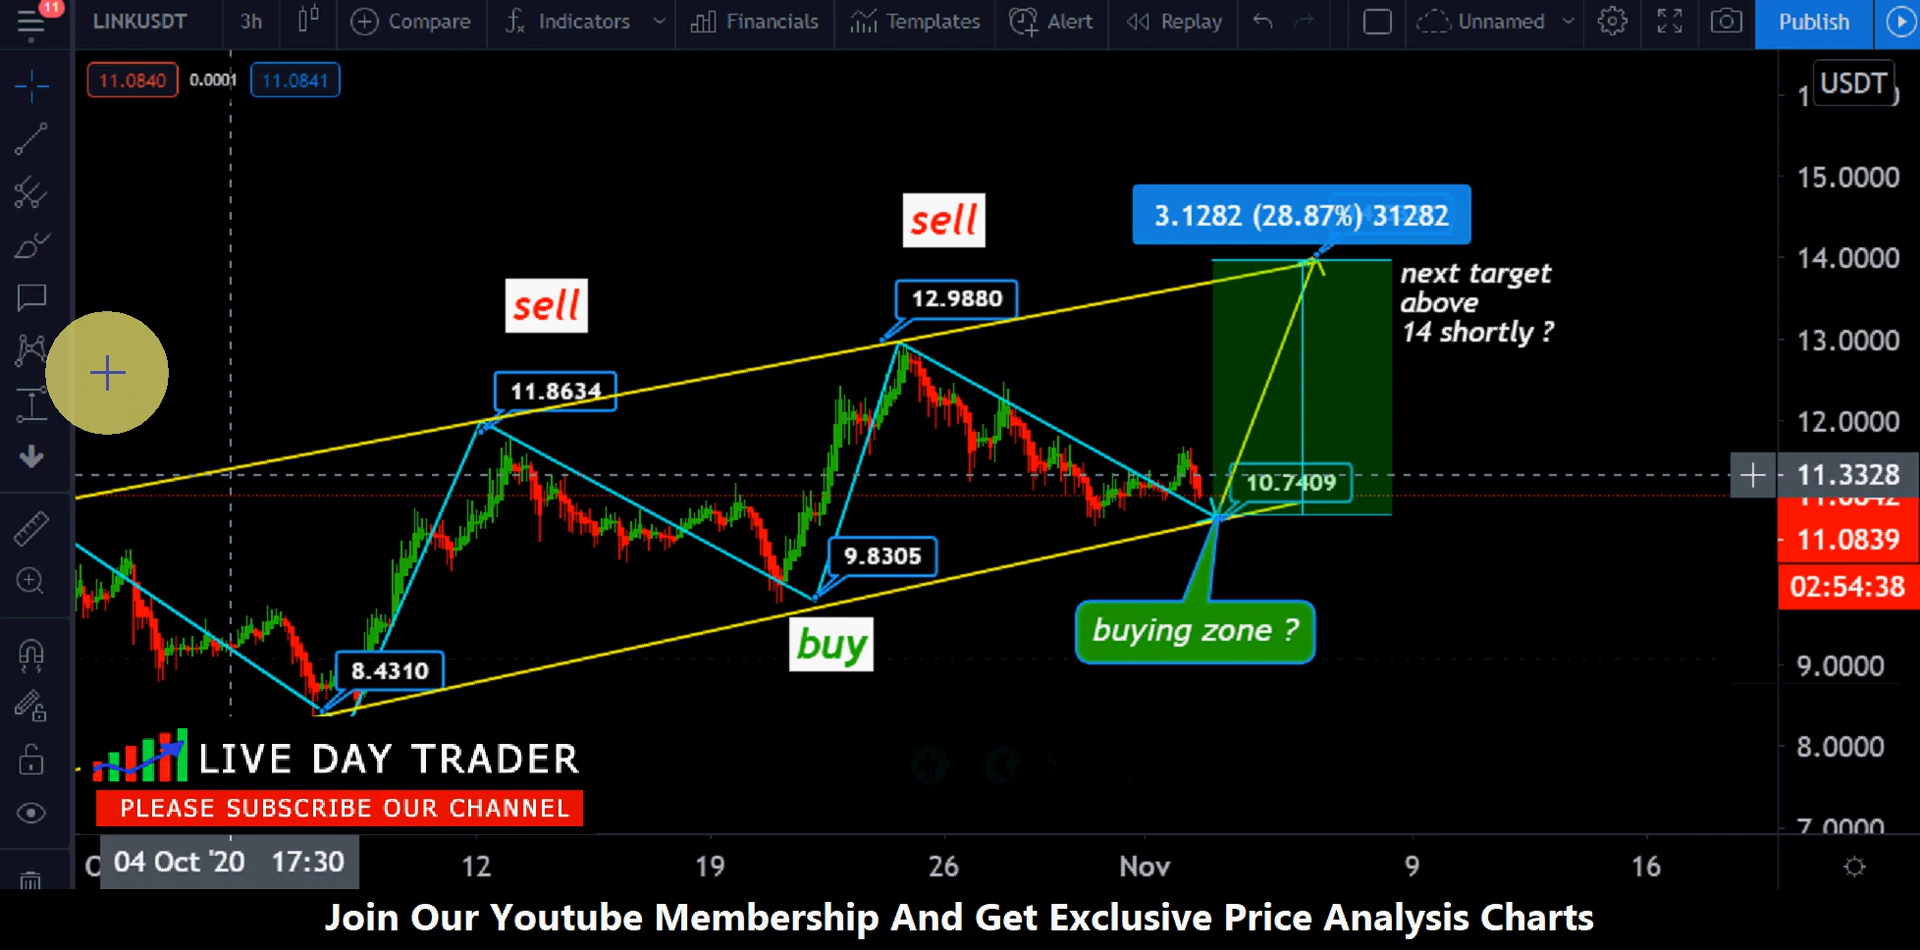 11
LINKUSDT 3h Compare Indicators Financials Templates Alert Replay Unnamed Publish
11.0840 0.0001 11.0841
USDT
15.0000
3.1282 (28.87%) 31282
sell
14.0000
next target
above
14 shortly ?
12.9880
sell
13.0000
11.8634
12.0000
11.3328
10.7409
11.0839
9.8305
02:54:38
buying zone ?
buy
8.4310
9.0000
8.0000
LIVE DAY TRADER
PLEASE SUBSCRIBE OUR CHANNEL
7.0000
04 Oct '20 17:30 12 19 26 Nov 9 16
Join Our Youtube Membership And Get Exclusive Price Analysis Charts